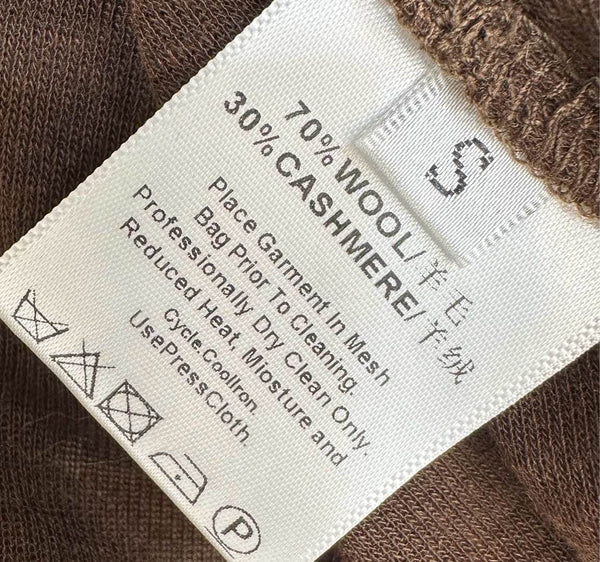 S
70% WOOL/羊毛
30% CASHMERE/羊绒
Place Garment In Mesh
Bag Prior To Cleaning.
Professionally Dry Clean Only.
Reduced Heat, Miosture and
Cycle.CoolIron.
UsePressCloth.
P